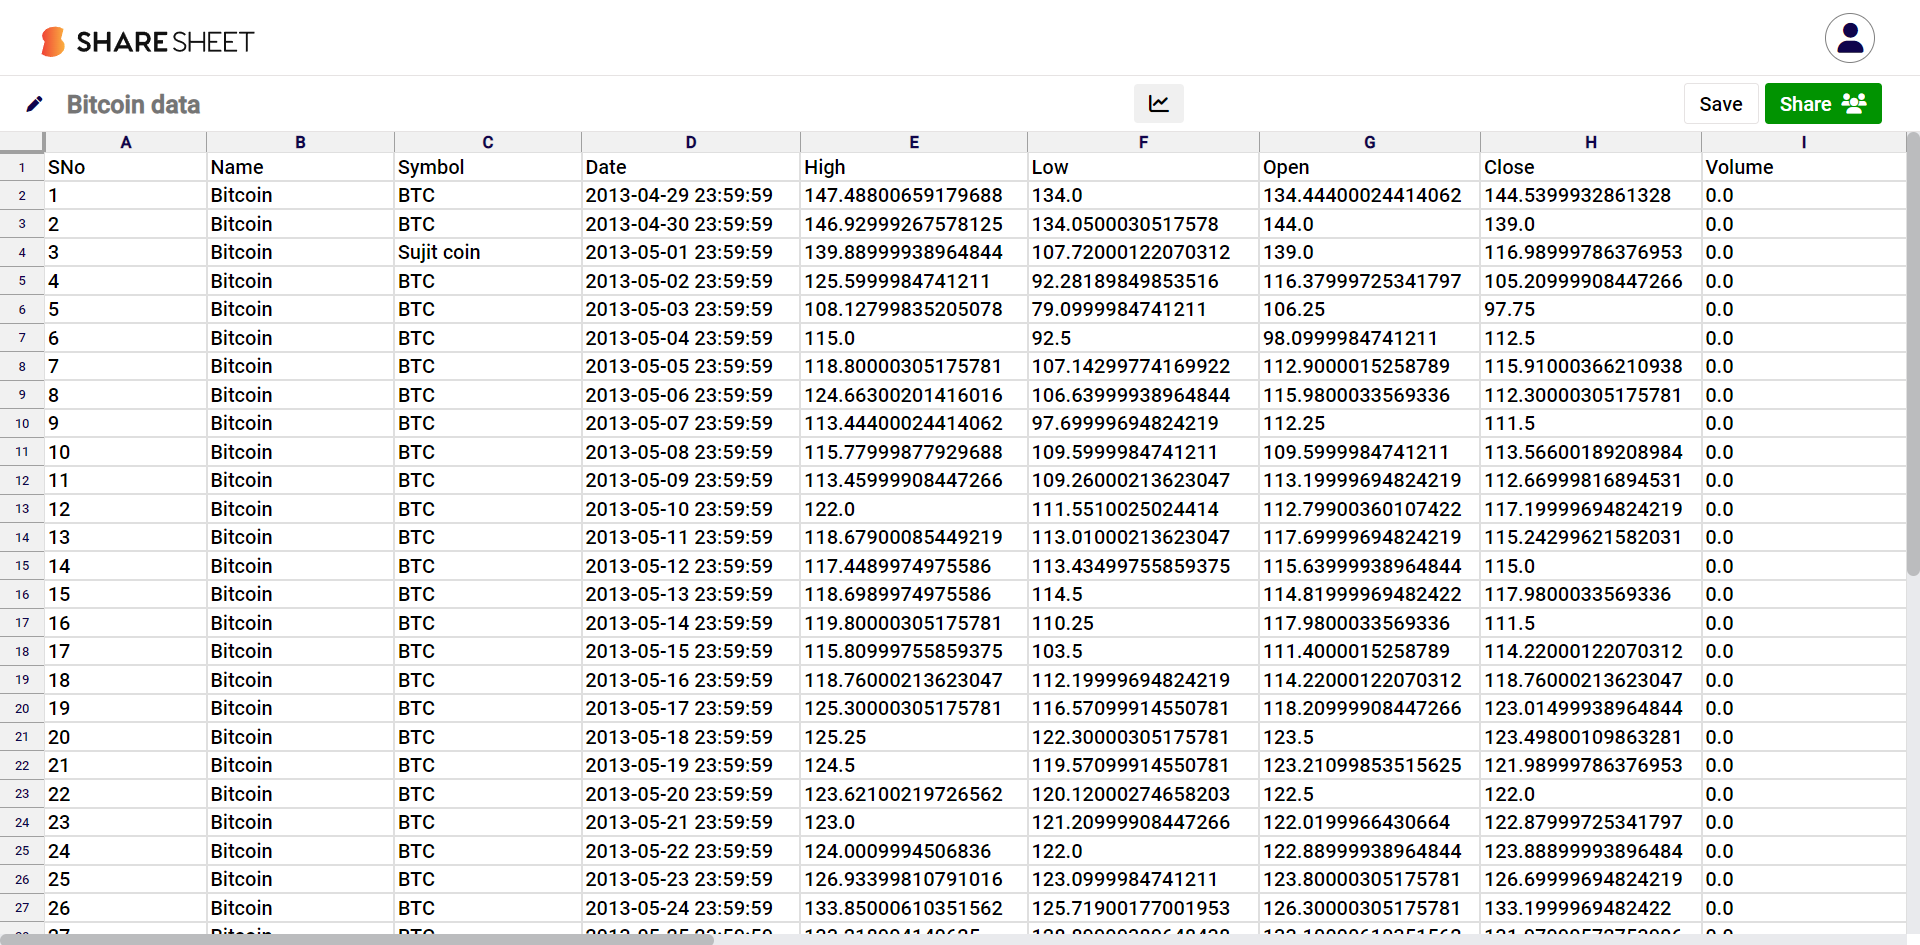 SHARE SHEET
Bitcoin data
Save
Share
A B C D E F G H I
1 SNo Name Symbol Date High Low Open Close Volume
2 1 Bitcoin BTC 2013-04-29 23:59:59 147.48800659179688 134.0 134.44400024414062 144.5399932861328 0.0
3 2 Bitcoin BTC 2013-04-30 23:59:59 146.92999267578125 134.0500030517578 144.0 139.0 0.0
4 3 Bitcoin Sujit coin 2013-05-01 23:59:59 139.88999938964844 107.72000122070312 139.0 116.98999786376953 0.0
5 4 Bitcoin BTC 2013-05-02 23:59:59 125.5999984741211 92.28189849853516 116.37999725341797 105.20999908447266 0.0
6 5 Bitcoin BTC 2013-05-03 23:59:59 108.12799835205078 79.0999984741211 106.25 97.75 0.0
7 6 Bitcoin BTC 2013-05-04 23:59:59 115.0 92.5 98.0999984741211 112.5 0.0
8 7 Bitcoin BTC 2013-05-05 23:59:59 118.80000305175781 107.14299774169922 112.9000015258789 115.91000366210938 0.0
9 8 Bitcoin BTC 2013-05-06 23:59:59 124.66300201416016 106.63999938964844 115.9800033569336 112.30000305175781 0.0
10 9 Bitcoin BTC 2013-05-07 23:59:59 113.44400024414062 97.69999694824219 112.25 111.5 0.0
11 10 Bitcoin BTC 2013-05-08 23:59:59 115.77999877929688 109.5999984741211 109.5999984741211 113.56600189208984 0.0
12 11 Bitcoin BTC 2013-05-09 23:59:59 113.45999908447266 109.26000213623047 113.19999694824219 112.66999816894531 0.0
13 12 Bitcoin BTC 2013-05-10 23:59:59 122.0 111.5510025024414 112.79900360107422 117.19999694824219 0.0
14 13 Bitcoin BTC 2013-05-11 23:59:59 118.67900085449219 113.01000213623047 117.69999694824219 115.24299621582031 0.0
15 14 Bitcoin BTC 2013-05-12 23:59:59 117.4489974975586 113.43499755859375 115.63999938964844 115.0 0.0
16 15 Bitcoin BTC 2013-05-13 23:59:59 118.6989974975586 114.5 114.81999969482422 117.9800033569336 0.0
17 16 Bitcoin BTC 2013-05-14 23:59:59 119.80000305175781 110.25 117.9800033569336 111.5 0.0
18 17 Bitcoin BTC 2013-05-15 23:59:59 115.80999755859375 103.5 111.4000015258789 114.22000122070312 0.0
19 18 Bitcoin BTC 2013-05-16 23:59:59 118.76000213623047 112.19999694824219 114.22000122070312 118.76000213623047 0.0
20 19 Bitcoin BTC 2013-05-17 23:59:59 125.30000305175781 116.57099914550781 118.20999908447266 123.01499938964844 0.0
21 20 Bitcoin BTC 2013-05-18 23:59:59 125.25 122.30000305175781 123.5 123.49800109863281 0.0
22 21 Bitcoin BTC 2013-05-19 23:59:59 124.5 119.57099914550781 123.21099853515625 121.98999786376953 0.0
23 22 Bitcoin BTC 2013-05-20 23:59:59 123.62100219726562 120.12000274658203 122.5 122.0 0.0
24 23 Bitcoin BTC 2013-05-21 23:59:59 123.0 121.20999908447266 122.0199966430664 122.87999725341797 0.0
25 24 Bitcoin BTC 2013-05-22 23:59:59 124.0009994506836 122.0 122.88999938964844 123.88899993896484 0.0
26 25 Bitcoin BTC 2013-05-23 23:59:59 126.93399810791016 123.0999984741211 123.80000305175781 126.69999694824219 0.0
27 26 Bitcoin BTC 2013-05-24 23:59:59 133.85000610351562 125.71900177001953 126.30000305175781 133.1999969482422 0.0